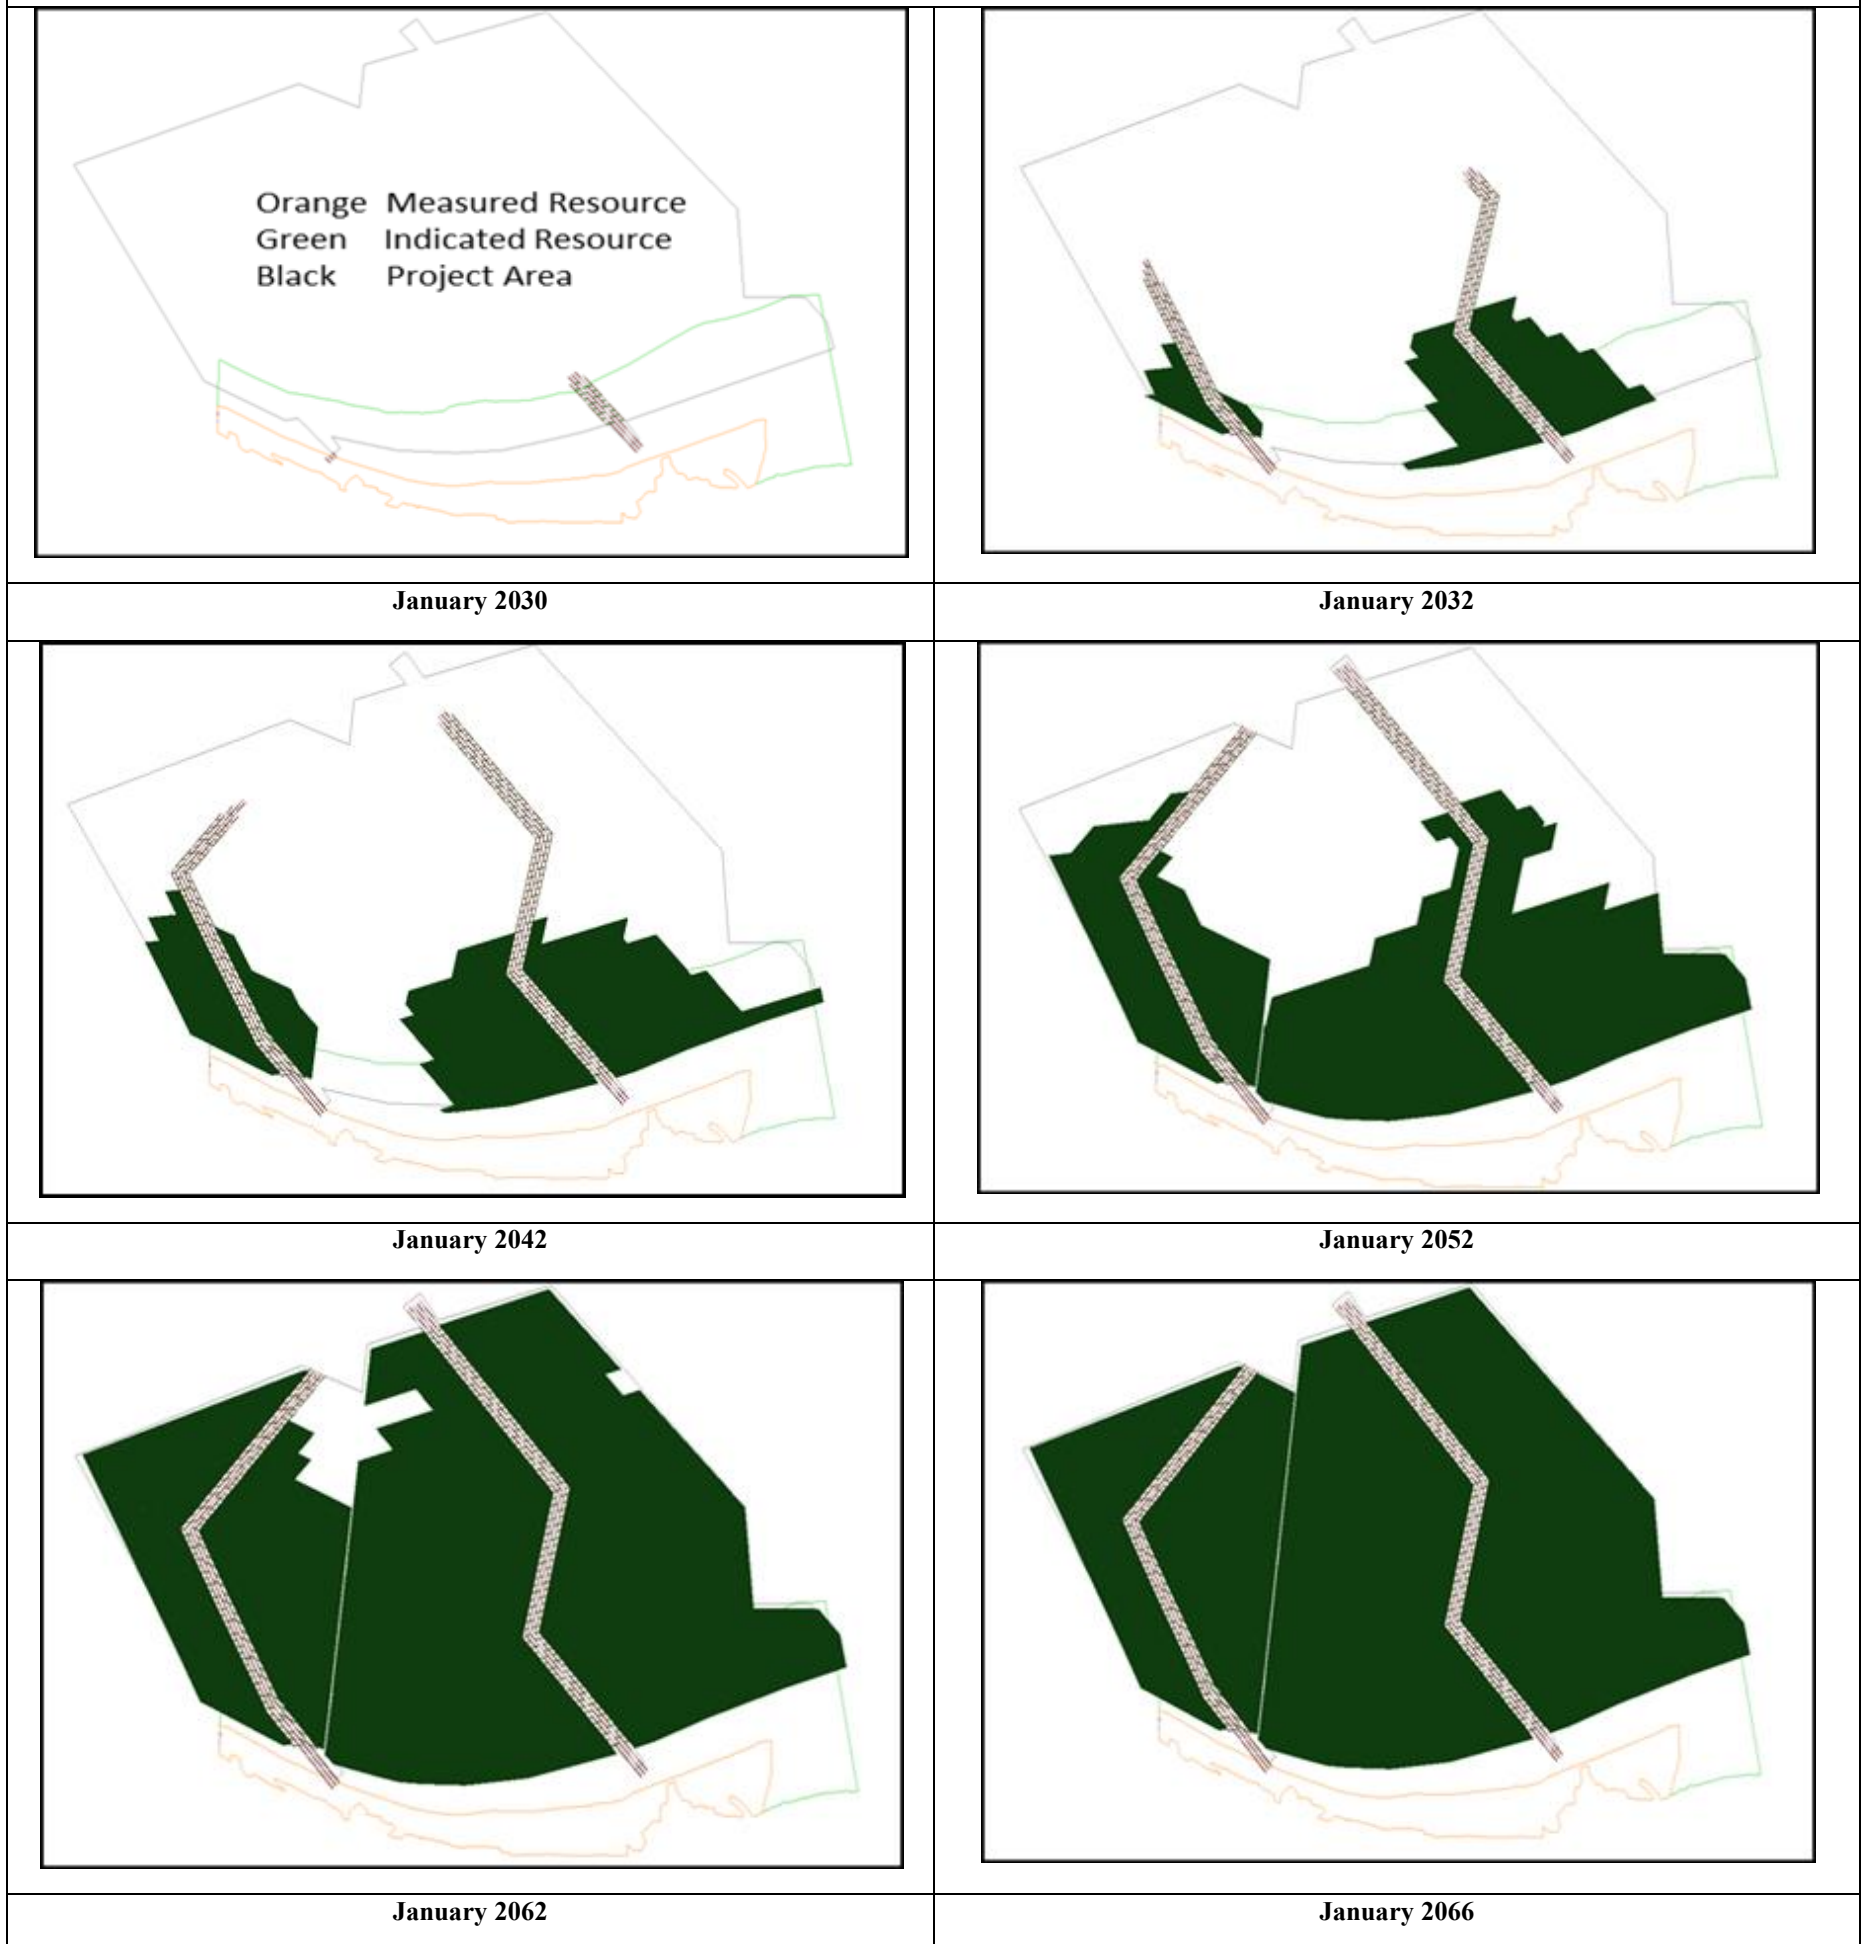 Orange Measured Resource
Green Indicated Resource
Black Project Area
January 2030
January 2032
January 2042
January 2052
January 2062
January 2066